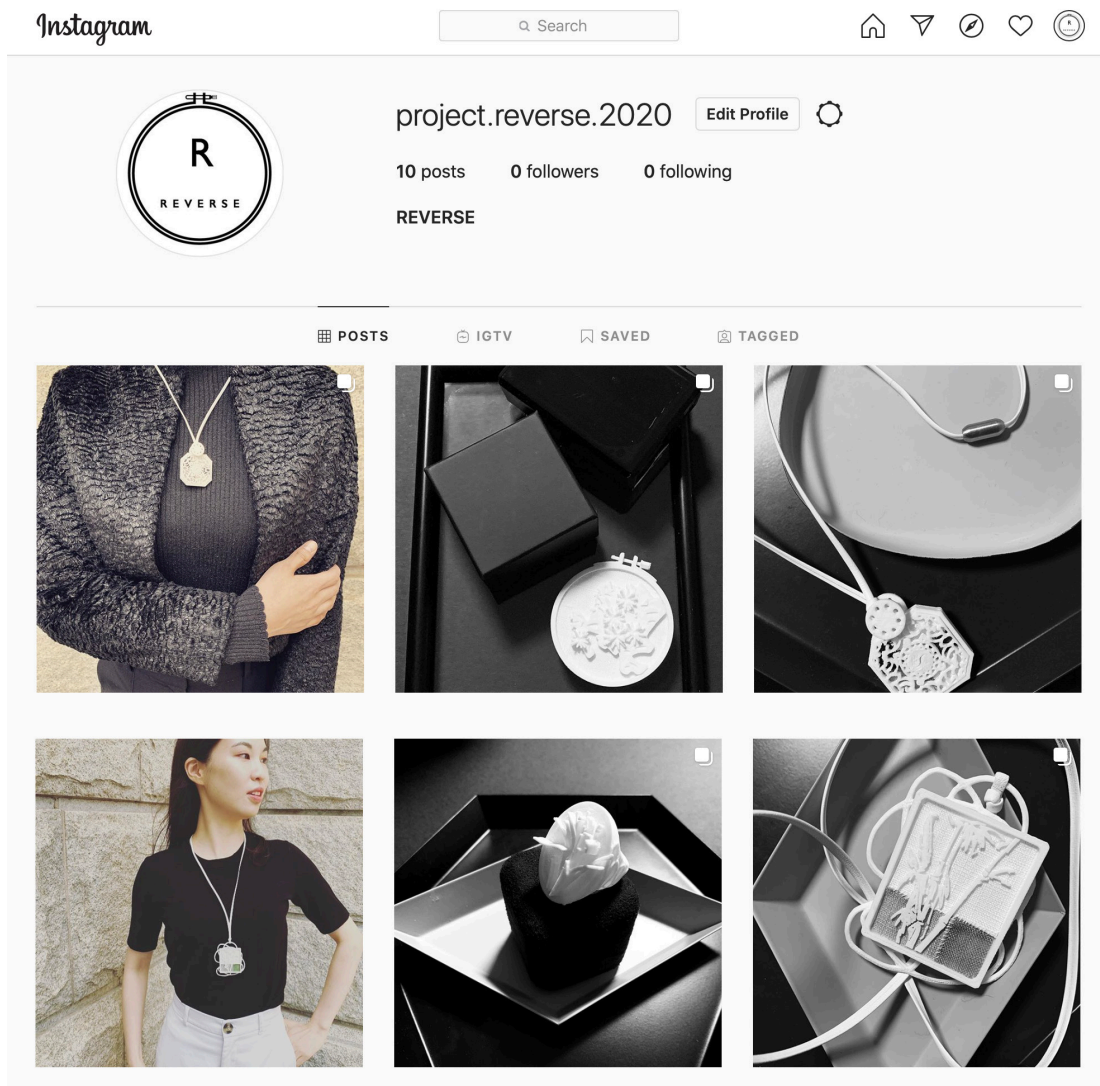 Instagram
Search
project.reverse.2020 Edit Profile
10 posts 0 followers 0 following
REVERSE
R
REVERSE
POSTS IGTV SAVED TAGGED